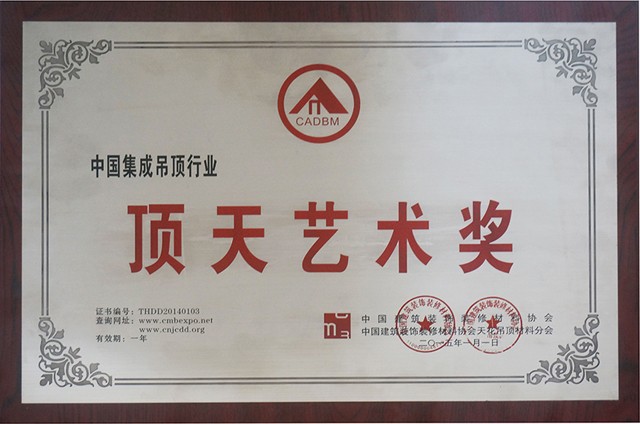 CADBM
中国集成吊顶行业
顶天艺术奖
证书编号：THDD20140103
查询网址：www.cmbexpo.net
www.cnjcdd.org
有效期：一年
中国建筑装饰装修材料协会
中国建筑装饰装修材料协会天花吊顶材料分会
二〇一五年一月一日